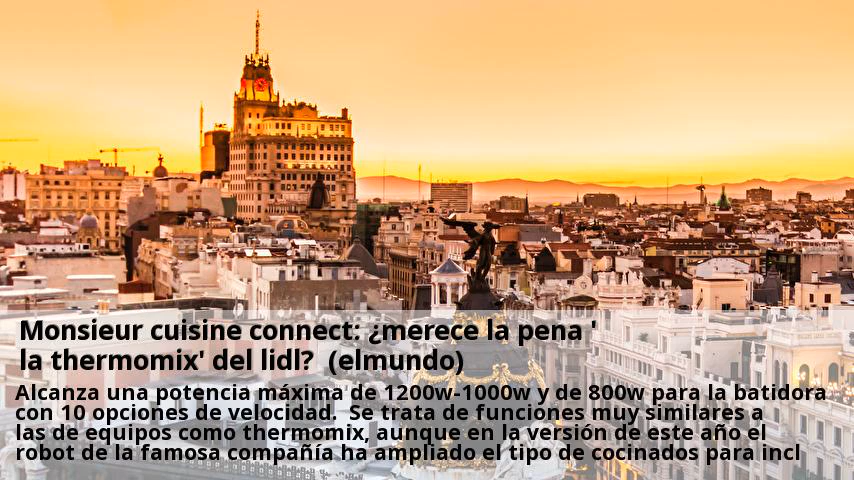 Monsieur cuisine connect: ¿merece la pena '
la thermomix' del lidl?  (elmundo)
Alcanza una potencia máxima de 1200w-1000w y de 800w para la batidora
con 10 opciones de velocidad.  Se trata de funciones muy similares a
las de equipos como thermomix, aunque en la versión de este año el
robot de la famosa compañía ha ampliado el tipo de cocinados para incl